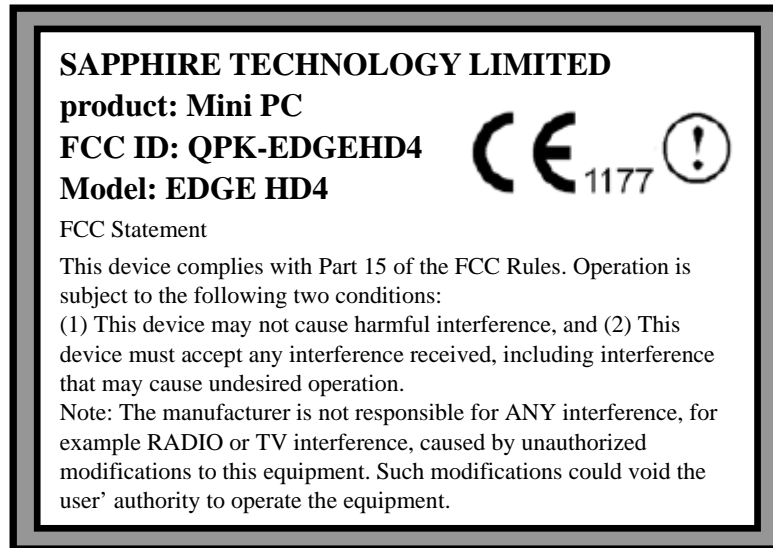 SAPPHIRE TECHNOLOGY LIMITED
product: Mini PC
FCC ID: QPK-EDGEHD4
Model: EDGE HD4
CE 1177 !
FCC Statement
This device complies with Part 15 of the FCC Rules. Operation is
subject to the following two conditions:
(1) This device may not cause harmful interference, and (2) This
device must accept any interference received, including interference
that may cause undesired operation.
Note: The manufacturer is not responsible for ANY interference, for
example RADIO or TV interference, caused by unauthorized
modifications to this equipment. Such modifications could void the
user’ authority to operate the equipment.